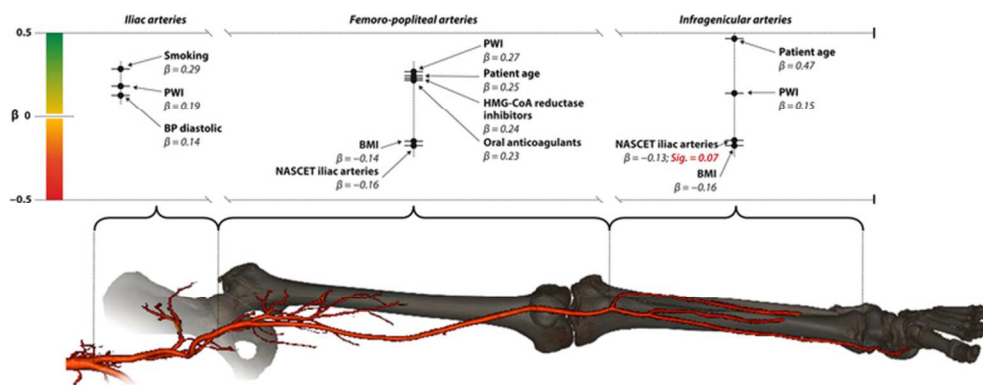 Iliac arteries
Femoro-popliteal arteries
Infragenicular arteries
0.5
β 0
−0.5
Smoking
β = 0.29
PWI
β = 0.19
BP diastolic
β = 0.14
PWI
β = 0.27
Patient age
β = 0.25
HMG-CoA reductase
inhibitors
β = 0.24
Oral anticoagulants
β = 0.23
BMI
β = −0.14
NASCET iliac arteries
β = −0.16
Patient age
β = 0.47
PWI
β = 0.15
NASCET iliac arteries
β = −0.13; Sig. = 0.07
BMI
β = −0.16